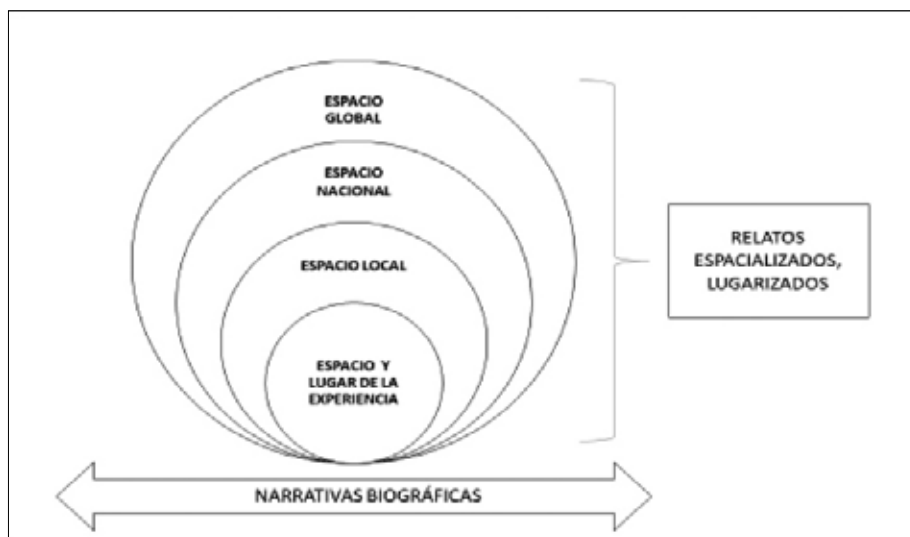 ESPACIO
GLOBAL
ESPACIO
NACIONAL
ESPACIO LOCAL
ESPACIO Y
LUGAR DE LA
EXPERIENCIA
RELATOS
ESPACIALIZADOS,
LUGARIZADOS
NARRATIVAS BIOGRÁFICAS